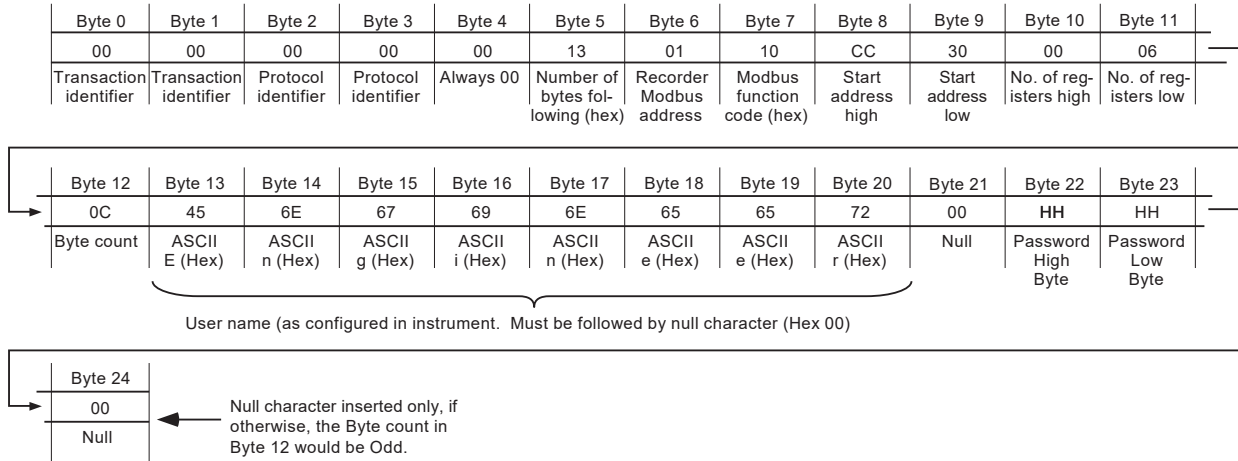 Byte 0 Byte 1 Byte 2 Byte 3 Byte 4 Byte 5 Byte 6 Byte 7 Byte 8 Byte 9 Byte 10 Byte 11
00 00 00 00 00 13 01 10 CC 30 00 06
Transaction Transaction Protocol Protocol Always 00 Number of Recorder Modbus Start Start No. of reg- No. of reg-
identifier identifier identifier identifier bytes fol- Modbus function address address isters high isters low
lowing (hex) address code (hex) high low
Byte 12 Byte 13 Byte 14 Byte 15 Byte 16 Byte 17 Byte 18 Byte 19 Byte 20 Byte 21 Byte 22 Byte 23
0C 45 6E 67 69 6E 65 65 72 00 HH HH
Byte count ASCII ASCII ASCII ASCII ASCII ASCII ASCII ASCII Null Password Password
E (Hex) n (Hex) g (Hex) i (Hex) n (Hex) e (Hex) e (Hex) r (Hex) High Low
Byte Byte
User name (as configured in instrument. Must be followed by null character (Hex 00)
Byte 24
00
Null
Null character inserted only, if
otherwise, the Byte count in
Byte 12 would be Odd.